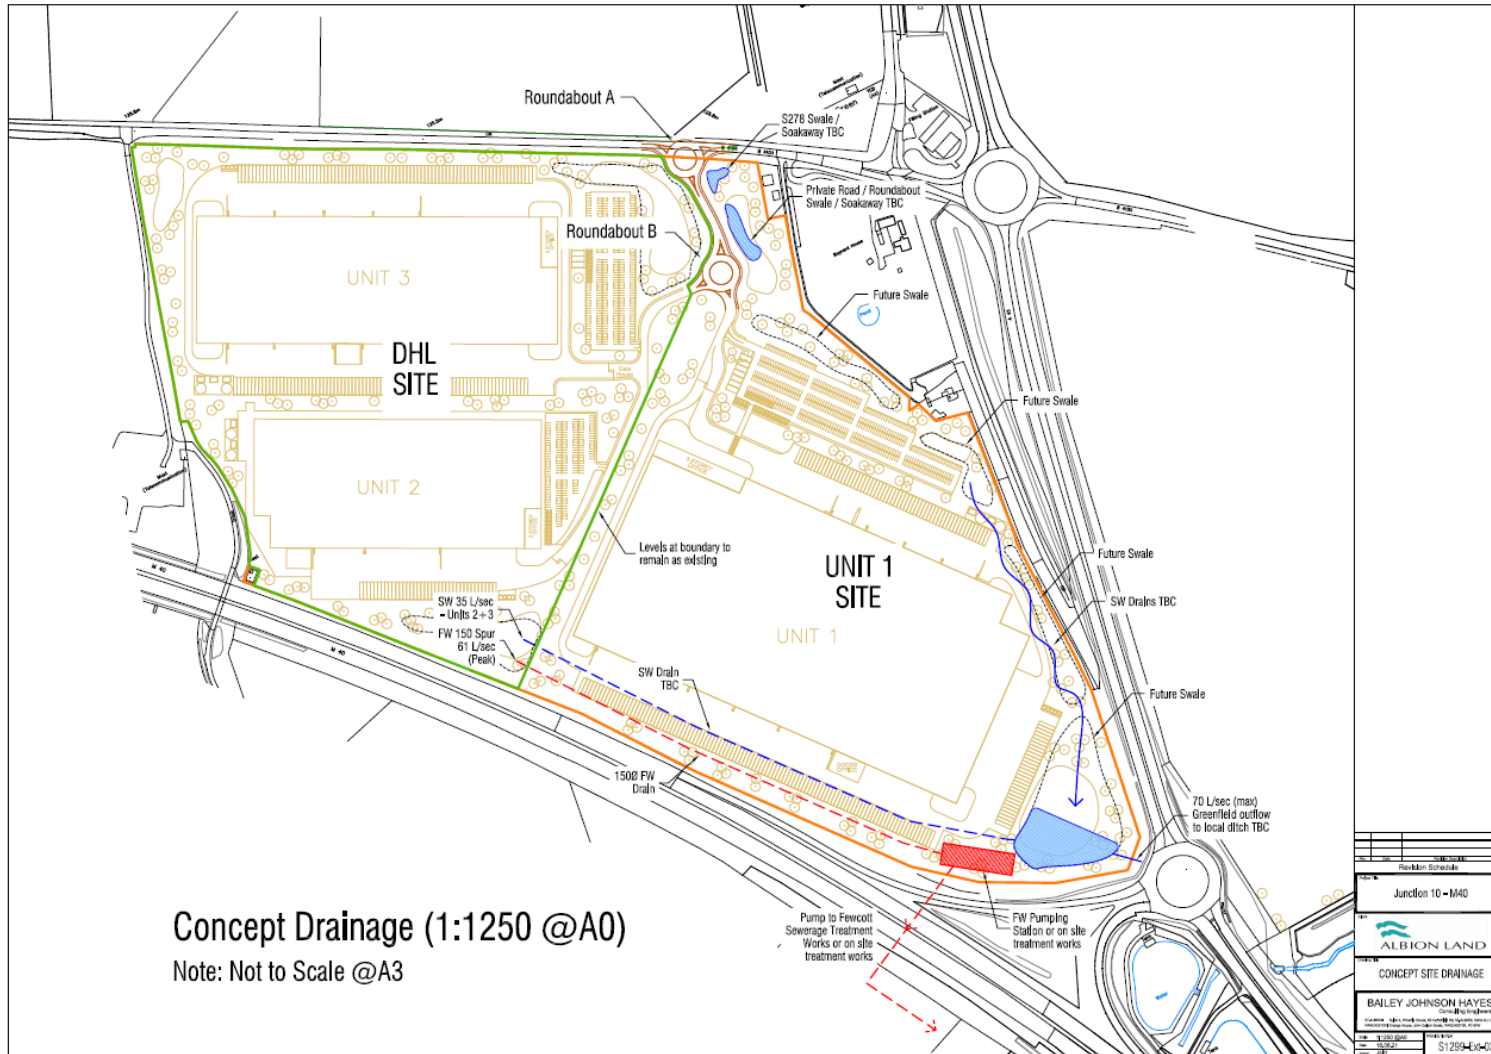 Roundabout A
S278 Swale /
Soakaway TBC
Private Road / Roundabout
Swale / Soakaway TBC
Roundabout B
Future Swale
UNIT 3
DHL
SITE
UNIT 2
Future Swale
Levels at boundary to
remain as existing
UNIT 1
SITE
UNIT 1
Future Swale
SW Drains TBC
SW 35 L/sec
- Units 2+3
FW 150 Spur
61 L/sec
(Peak)
SW Drain
TBC
Future Swale
150Ø FW
Drain
70 L/sec (max)
Greenfield outflow
to local ditch TBC
FW Pumping
Station or on site
treatment works
Pump to Fewcott
Sewerage Treatment
Works or on site
treatment works
M 40
M 40
Concept Drainage (1:1250 @A0)
Note: Not to Scale @A3
Revision Schedule
Junction 10 - M40
ALBION LAND
CONCEPT SITE DRAINAGE
BAILEY JOHNSON HAYES
Consulting Engineers